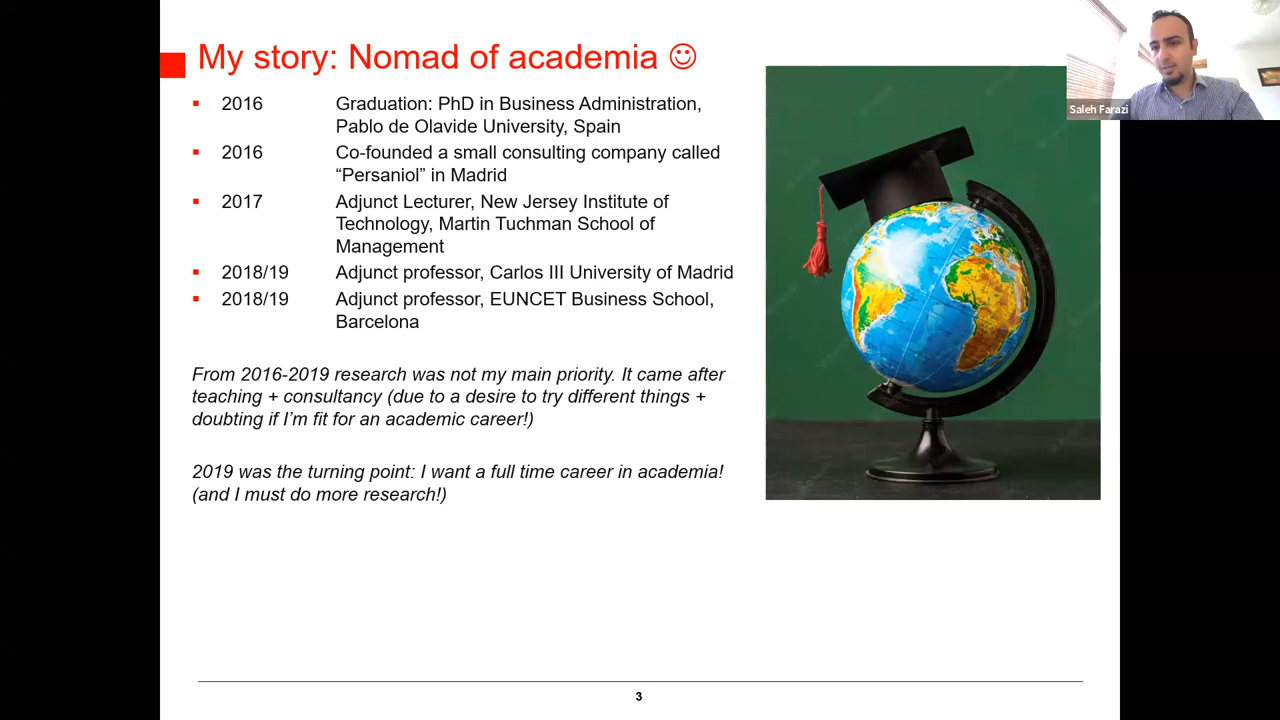 My story: Nomad of academia ☺
Saleh Farazi
▪ 2016 Graduation: PhD in Business Administration,
Pablo de Olavide University, Spain
▪ 2016 Co-founded a small consulting company called
“Persaniol” in Madrid
▪ 2017 Adjunct Lecturer, New Jersey Institute of
Technology, Martin Tuchman School of
Management
▪ 2018/19 Adjunct professor, Carlos III University of Madrid
▪ 2018/19 Adjunct professor, EUNCET Business School,
Barcelona
From 2016-2019 research was not my main priority. It came after
teaching + consultancy (due to a desire to try different things +
doubting if I’m fit for an academic career!)
2019 was the turning point: I want a full time career in academia!
(and I must do more research!)
3